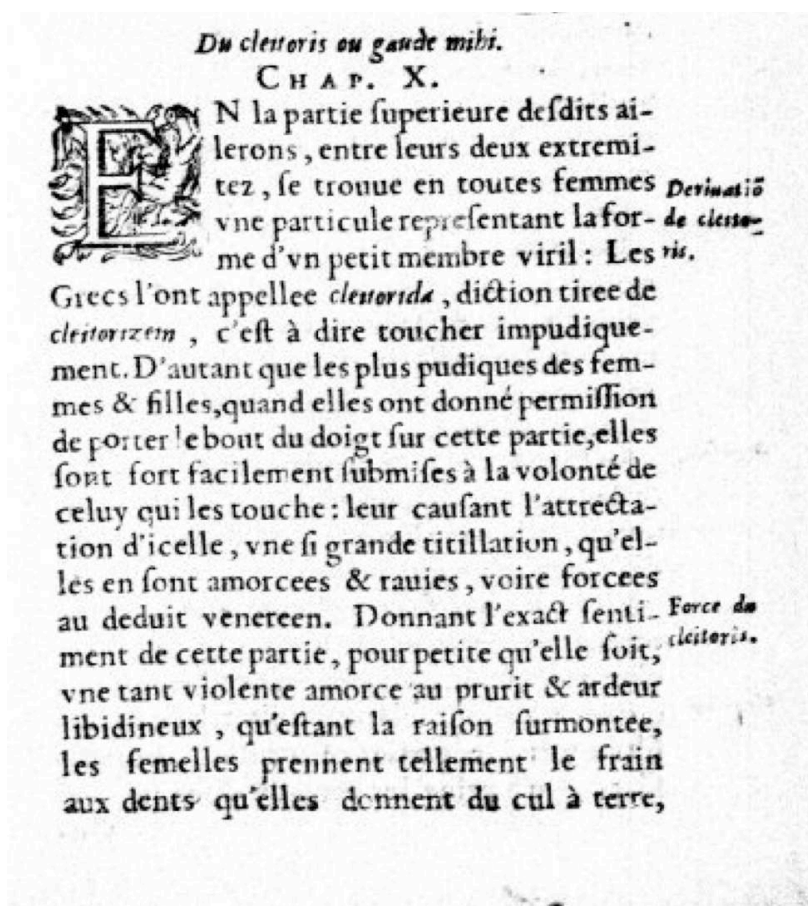 Du cleitoris ou gaude mihi.
CHAP. X.
EN la partie ſuperieure deſdits ai-
lerons, entre leurs deux extremi-
tez, ſe trouue en toutes femmes
vne particule repreſentant la for-
me d'vn petit membre viril: Les
Grecs l'ont appellee cleitorida, diction tiree de
cleitorizein, c'eſt à dire toucher impudique-
ment. D'autant que les plus pudiques des fem-
mes & filles, quand elles ont donné permiſſion
de porter le bout du doigt ſur cette partie, elles
ſont fort facilement ſubmiſes à la volonté de
celuy qui les touche: leur cauſant l'attrecta-
tion d'icelle, vne ſi grande titillation, qu'el-
les en ſont amorcees & rauies, voire forcees
au deduit venereen. Donnant l'exact ſenti-
ment de cette partie, pour petite qu'elle ſoit,
vne tant violente amorce au prurit & ardeur
libidineux, qu'eſtant la raiſon ſurmontee,
les femelles prennent tellement le frain
aux dents qu'elles donnent du cul à terre,
Deriuatiō
de cleito-
ris.
Force du
cleitoris.